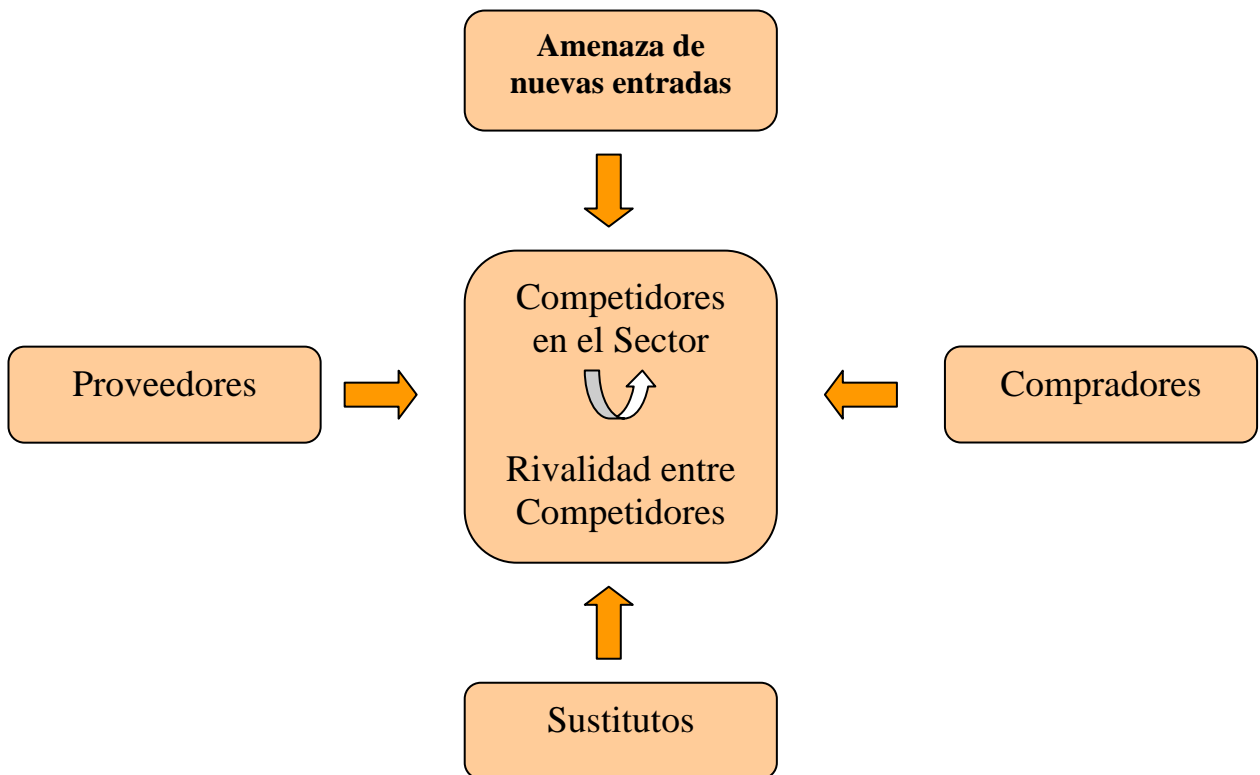 Amenaza de
nuevas entradas
Competidores
en el Sector
Proveedores
Compradores
Rivalidad entre
Competidores
Sustitutos